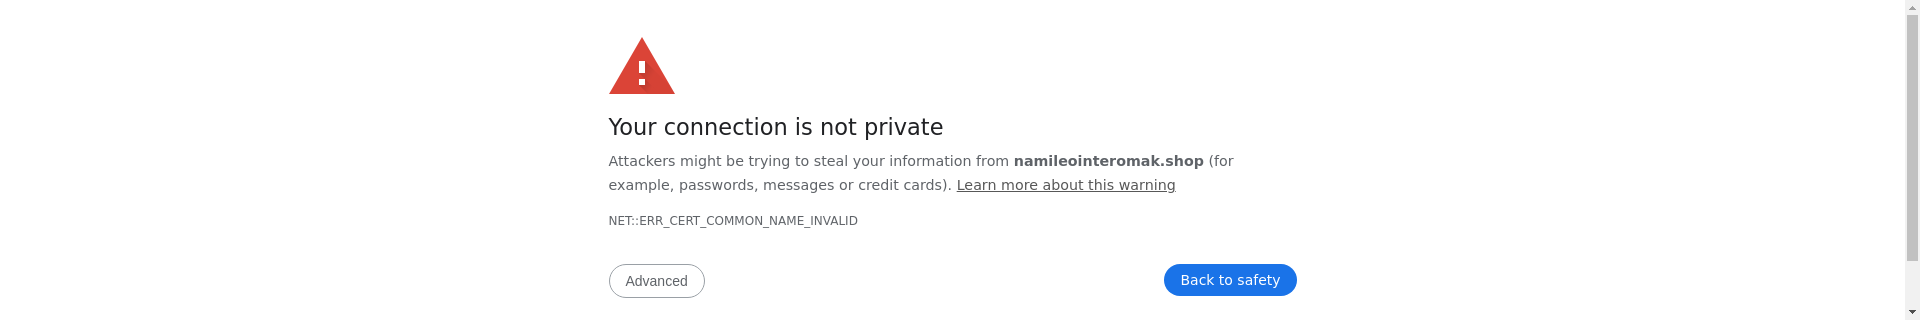 Your connection is not private
Attackers might be trying to steal your information from namileointeromak.shop (for
example, passwords, messages or credit cards). Learn more about this warning
NET::ERR_CERT_COMMON_NAME_INVALID
Advanced
Back to safety